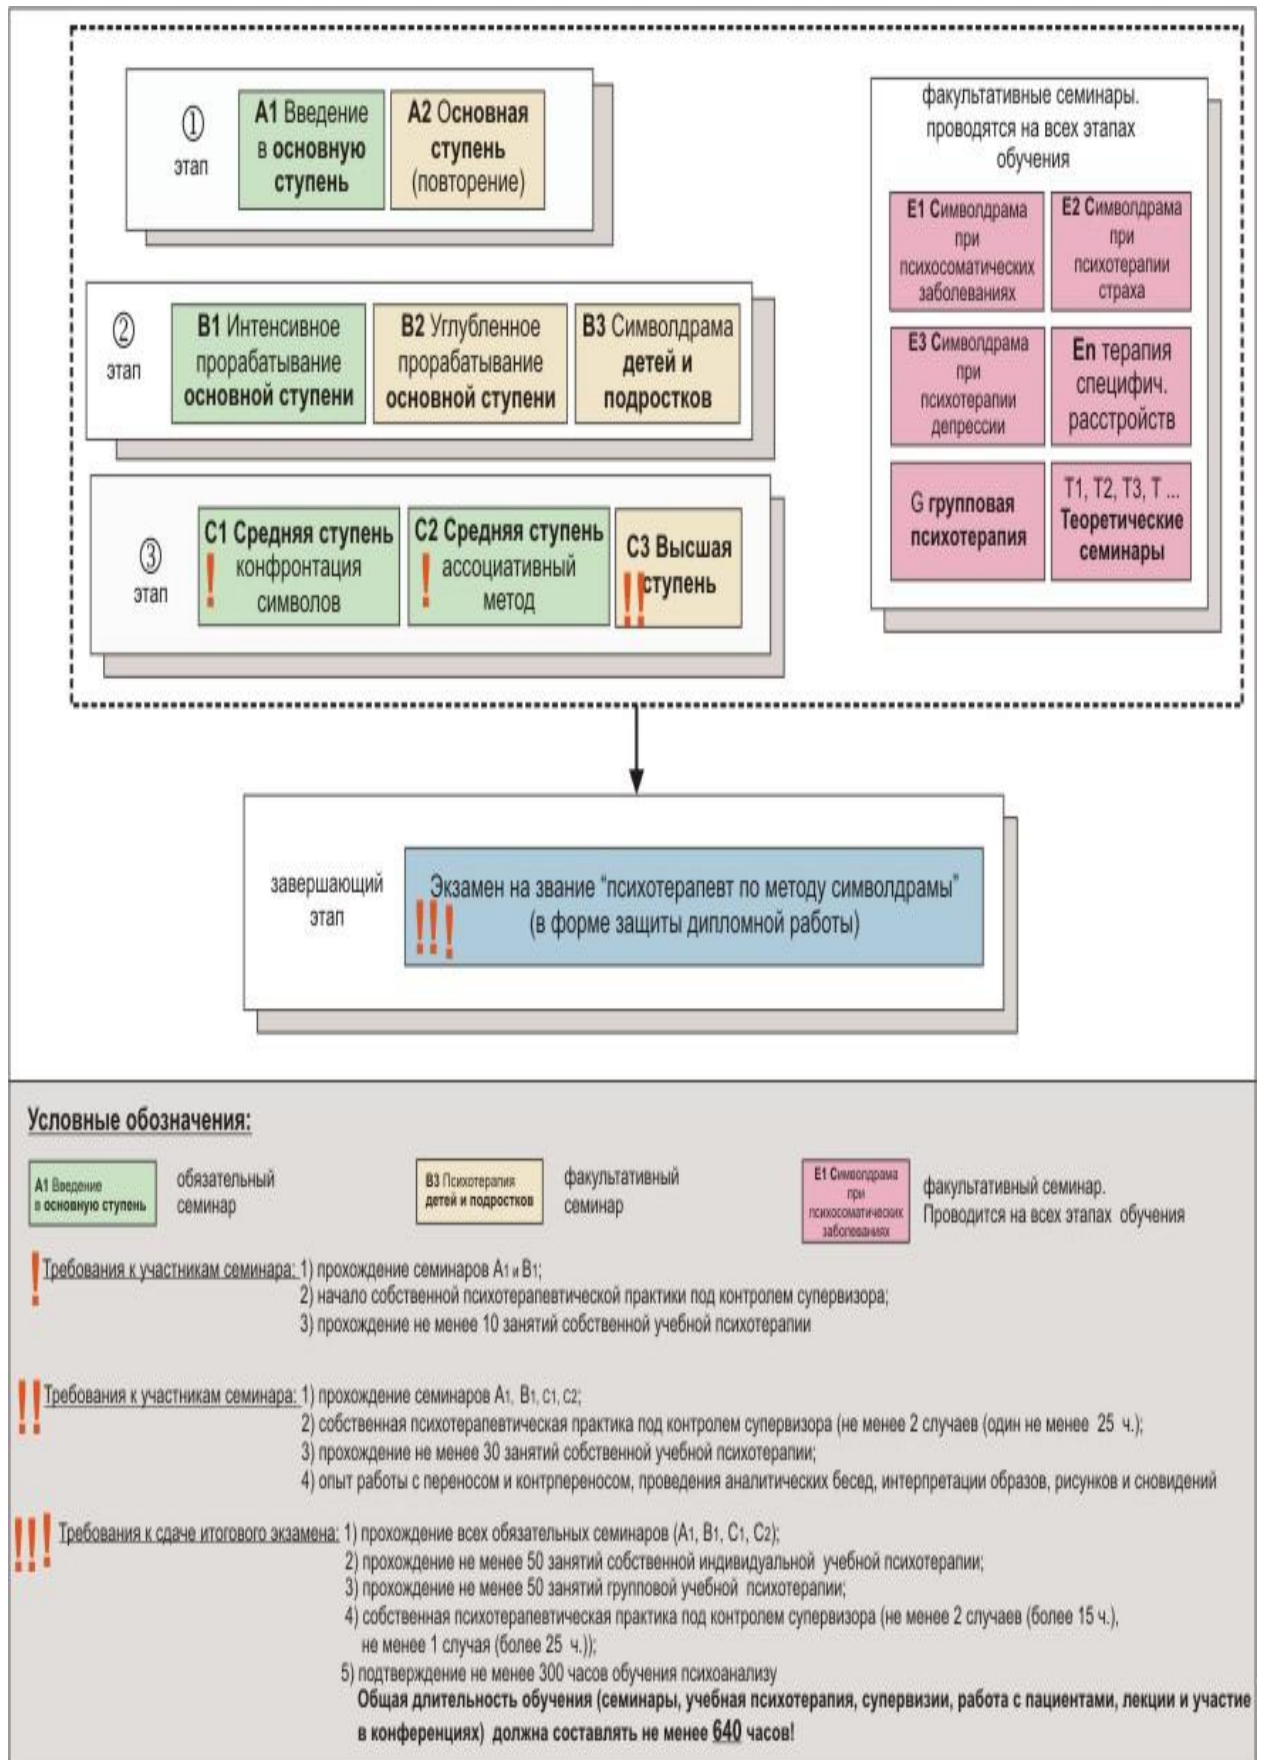 ①
этап
А1 Введение
в основную
ступень
А2 Основная
ступень
(повторение)
②
этап
В1 Интенсивное
прорабатывание
основной ступени
В2 Углубленное
прорабатывание
основной ступени
В3 Символдрама
детей и
подростков
③
этап
С1 Средняя ступень
! конфронтация
символов
С2 Средняя ступень
! ассоциативный
метод
С3 Высшая
!! ступень
факультативные семинары.
проводятся на всех этапах
обучения
Е1 Символдрама
при
психосоматических
заболеваниях
Е2 Символдрама
при
психотерапии
страха
Е3 Символдрама
при
психотерапии
депрессии
En терапия
специфич.
расстройств
G групповая
психотерапия
Т1, Т2, Т3, Т ...
Теоретические
семинары
завершающий
этап
Экзамен на звание "психотерапевт по методу символдрамы"
!!! (в форме защиты дипломной работы)
Условные обозначения:
А1 Введение
в основную ступень
обязательный
семинар
В3 Психотерапия
детей и подростков
факультативный
семинар
Е1 Символдрама
при
психосоматических
заболеваниях
факультативный семинар.
Проводится на всех этапах обучения
! Требования к участникам семинара: 1) прохождение семинаров А1 и В1;
2) начало собственной психотерапевтической практики под контролем супервизора;
3) прохождение не менее 10 занятий собственной учебной психотерапии
!! Требования к участникам семинара: 1) прохождение семинаров А1, В1, С1, С2;
2) собственная психотерапевтическая практика под контролем супервизора (не менее 2 случаев (один не менее 25 ч.);
3) прохождение не менее 30 занятий собственной учебной психотерапии;
4) опыт работы с переносом и контрпереносом, проведения аналитических бесед, интерпретации образов, рисунков и сновидений
!!! Требования к сдаче итогового экзамена: 1) прохождение всех обязательных семинаров (А1, В1, С1, С2);
2) прохождение не менее 50 занятий собственной индивидуальной учебной психотерапии;
3) прохождение не менее 50 занятий групповой учебной психотерапии;
4) собственная психотерапевтическая практика под контролем супервизора (не менее 2 случаев (более 15 ч.),
не менее 1 случая (более 25 ч.));
5) подтверждение не менее 300 часов обучения психоанализу
Общая длительность обучения (семинары, учебная психотерапия, супервизии, работа с пациентами, лекции и участие
в конференциях) должна составлять не менее 640 часов!